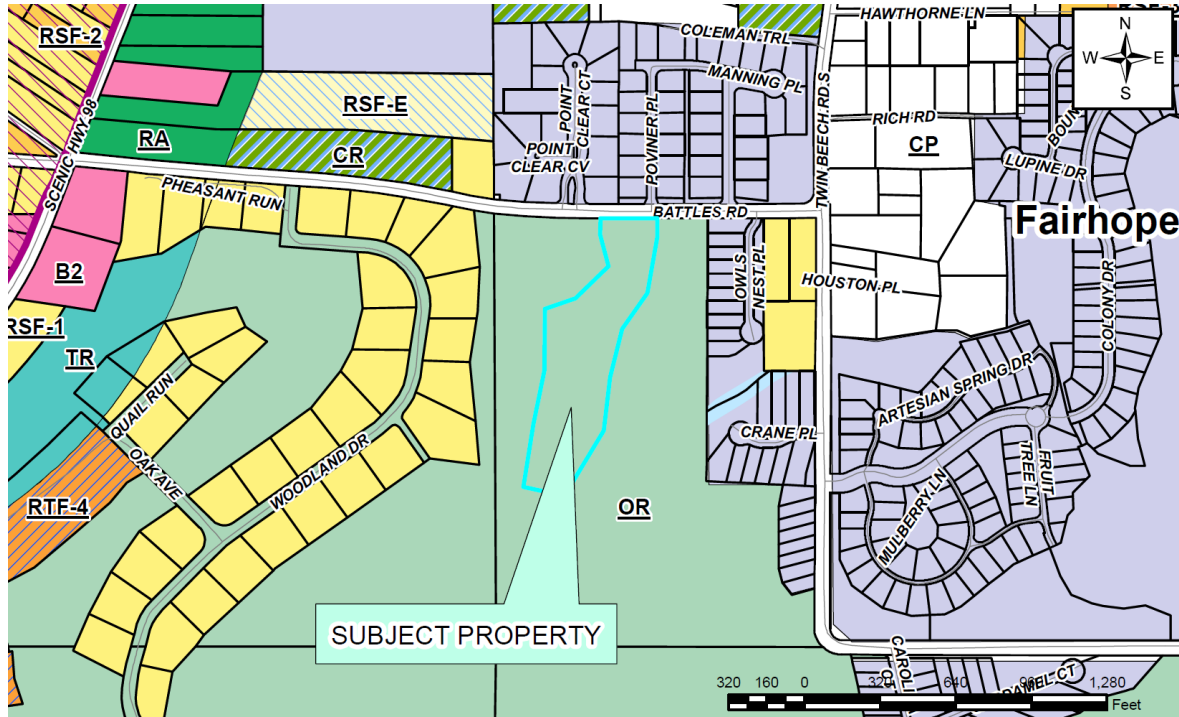 RSF-2
SCENIC HWY 98
RA
RSF-E
CR
COLEMAN TRL
MANNING PL
POINT
CLEAR CT
POINT
CLEAR CV
ROVINER PL
TWIN BEECH RD S
HAWTHORNE LN
N
W
E
S
RICH RD
CP
LUPINE DR
Fairhope
PHEASANT RUN
BATTLES RD
B2
RSF-1
TR
OWLS
NEST PL
HOUSTON PL
COLONY DR
QUAIL RUN
OAK AVE
WOODLAND DR
RTF-4
OR
CRANE PL
ARTESIAN SPRING DR
MULBERRY LN
FRUIT
TREE LN
SUBJECT PROPERTY
320 160 0 320 640 960 1,280
Feet